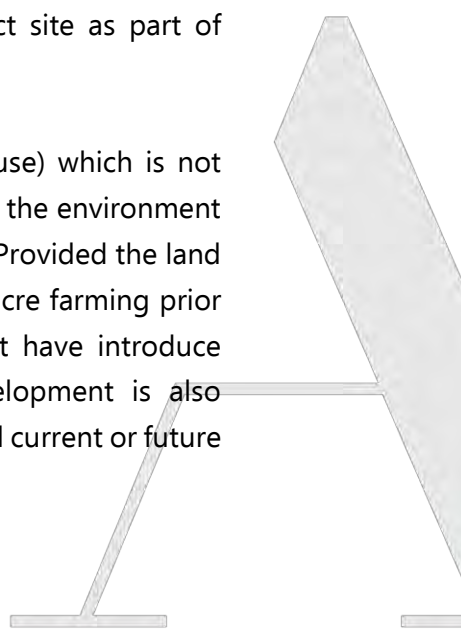 ct site as part of
use) which is not
the environment
Provided the land
cre farming prior
t have introduce
elopment is also
l current or future